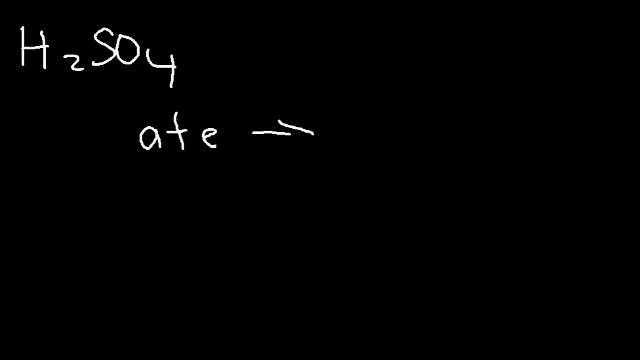 H₂SO₄
ate →